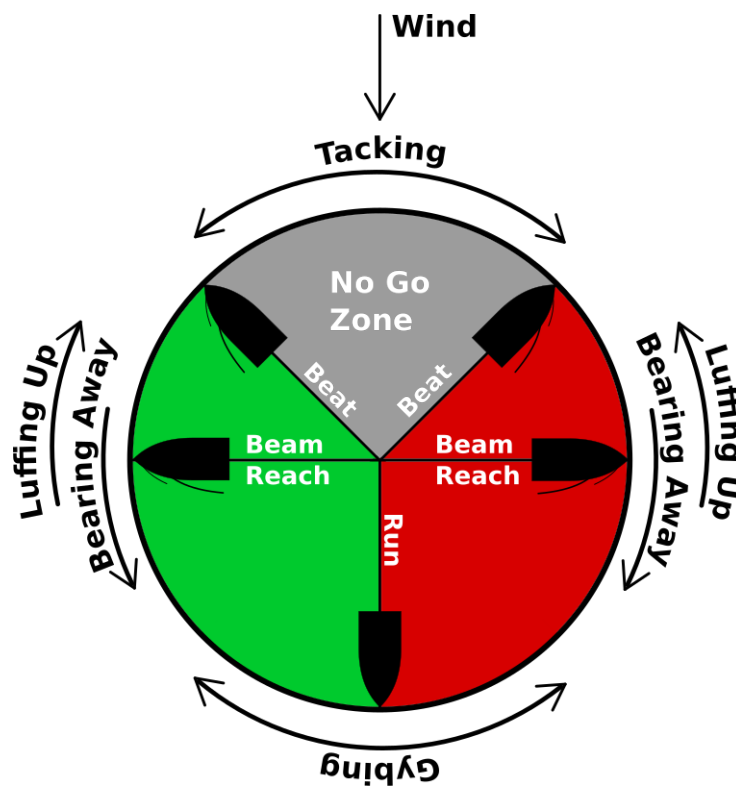 Wind
Tacking
No Go
Zone
Beat
Beat
Luffing Up
Bearing Away
Beam
Reach
Beam
Reach
Bearing Away
Luffing Up
Run
Gybing